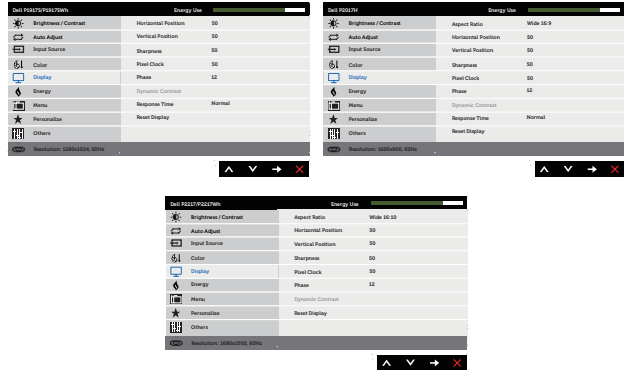 Dell P1917S/P1917SWh Energy Use
Brightness / Contrast Horizontal Position 50
Auto Adjust Vertical Position 50
Input Source Sharpness 50
Color Pixel Clock 50
Display Phase 12
Energy Dynamic Contrast
Menu Response Time Normal
Personalize Reset Display
Others
Resolution: 1280x1024, 60Hz
Dell P2017H
Brightness / Contrast Aspect Ratio Wide 16:9
Auto Adjust Horizontal Position 50
Input Source Vertical Position 50
Color Sharpness 50
Display Pixel Clock 50
Energy Phase 12
Menu Dynamic Contrast
Personalize Response Time Normal
Others Reset Display
Resolution: 1600x900, 60Hz
Dell P2217/P2217Wh Energy Use
Brightness / Contrast Aspect Ratio Wide 16:10
Auto Adjust Horizontal Position 50
Input Source Vertical Position 50
Color Sharpness 50
Display Pixel Clock 50
Energy Phase 12
Menu Dynamic Contrast
Personalize Reset Display
Others
Resolution: 1680x1050, 60Hz